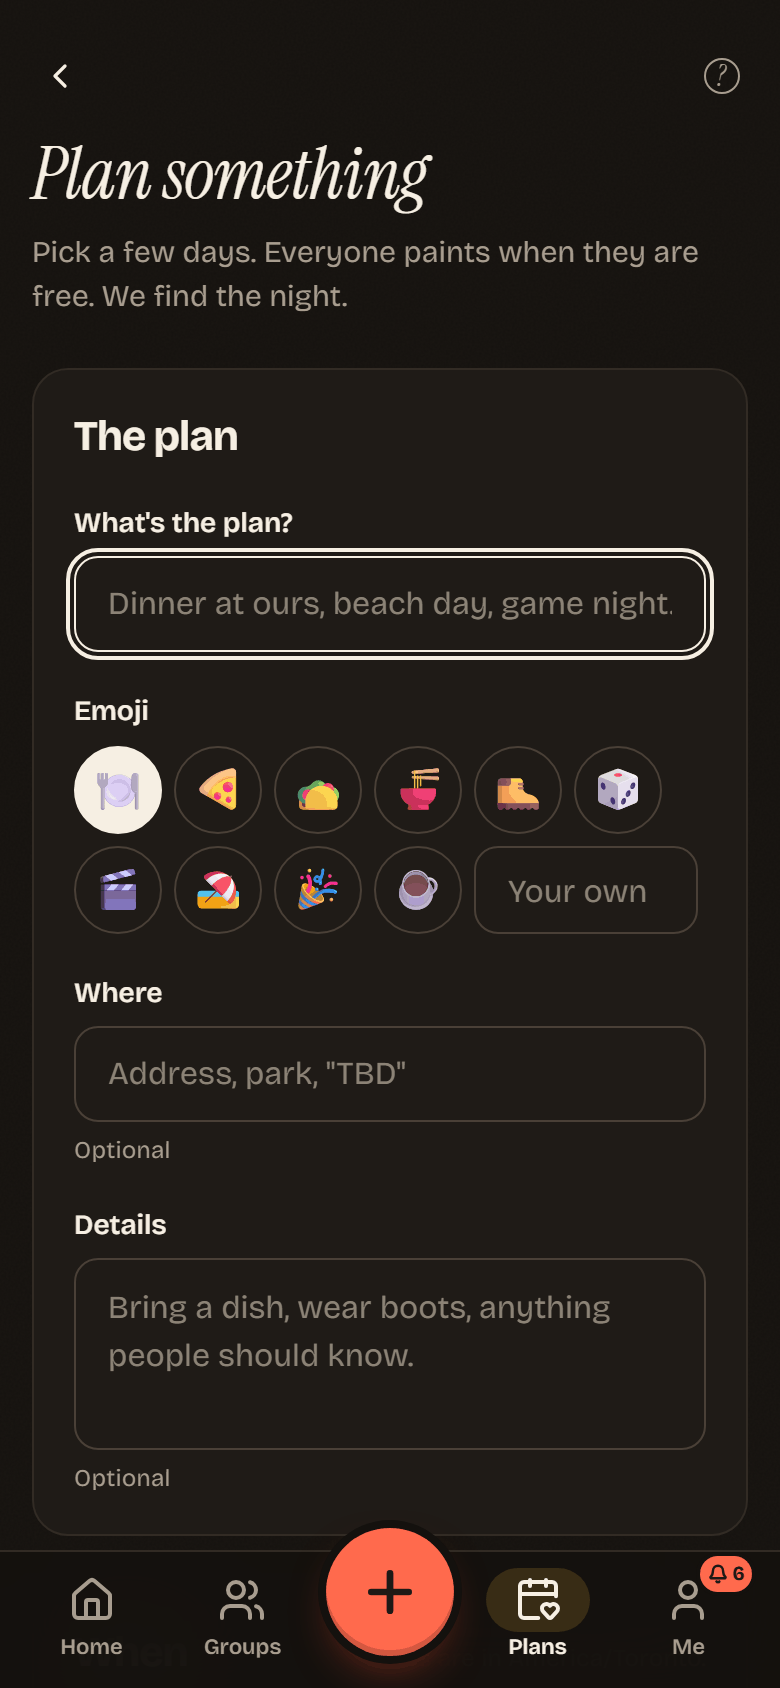 ?
Plan something
Pick a few days. Everyone paints when they are
free. We find the night.
The plan
What's the plan?
Dinner at ours, beach day, game night.
Emoji
Your own
Where
Address, park, "TBD"
Optional
Details
Bring a dish, wear boots, anything
people should know.
Optional
6
Home
Groups
Plans
Me